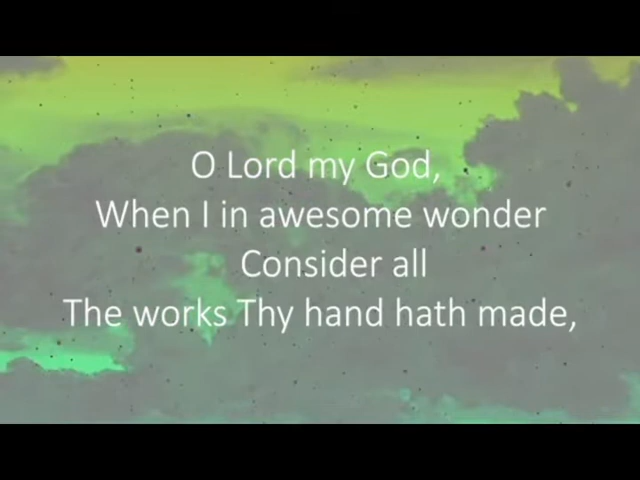 O Lord my God,
When I in awesome wonder
Consider all
The works Thy hand hath made,